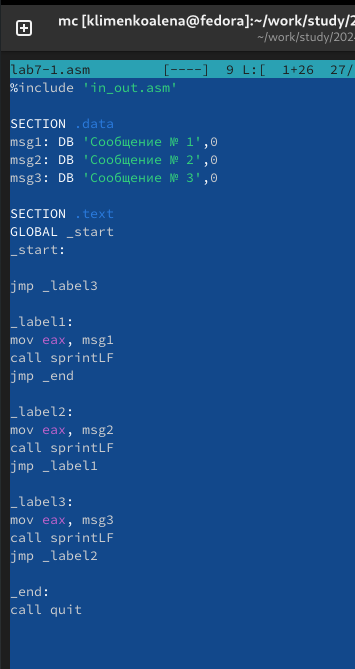 mc [klimenkoalena@fedora]:~/work/study/2
~/work/study/202
lab7-1.asm [----] 9 L:[ 1+26 27/
%include 'in_out.asm'
SECTION .data
msg1: DB 'Сообщение № 1',0
msg2: DB 'Сообщение № 2',0
msg3: DB 'Сообщение № 3',0
SECTION .text
GLOBAL _start
_start:
jmp _label3
_label1:
mov eax, msg1
call sprintLF
jmp _end
_label2:
mov eax, msg2
call sprintLF
jmp _label1
_label3:
mov eax, msg3
call sprintLF
jmp _label2
_end:
call quit